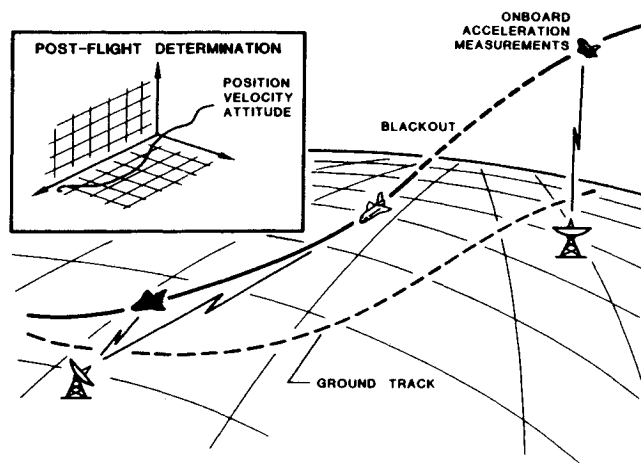 POST-FLIGHT DETERMINATION
POSITION
VELOCITY
ATTITUDE
ONBOARD
ACCELERATION
MEASUREMENTS
BLACKOUT
GROUND TRACK